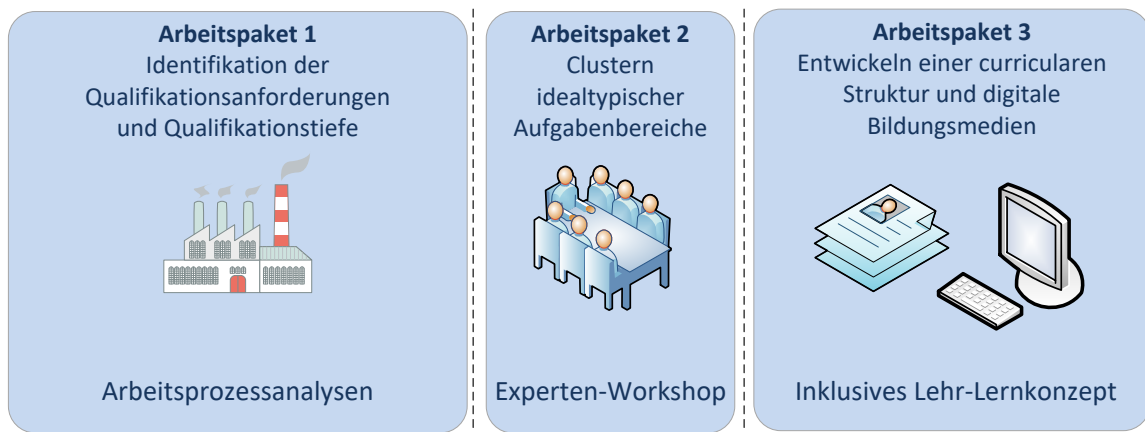 Arbeitspaket 1
Identifikation der
Qualifikationsanforderungen
und Qualifikationstiefe
Arbeitsprozessanalysen
Arbeitspaket 2
Clustern
idealtypischer
Aufgabenbereiche
Experten-Workshop
Arbeitspaket 3
Entwickeln einer curricularen
Struktur und digitale
Bildungsmedien
Inklusives Lehr-Lernkonzept